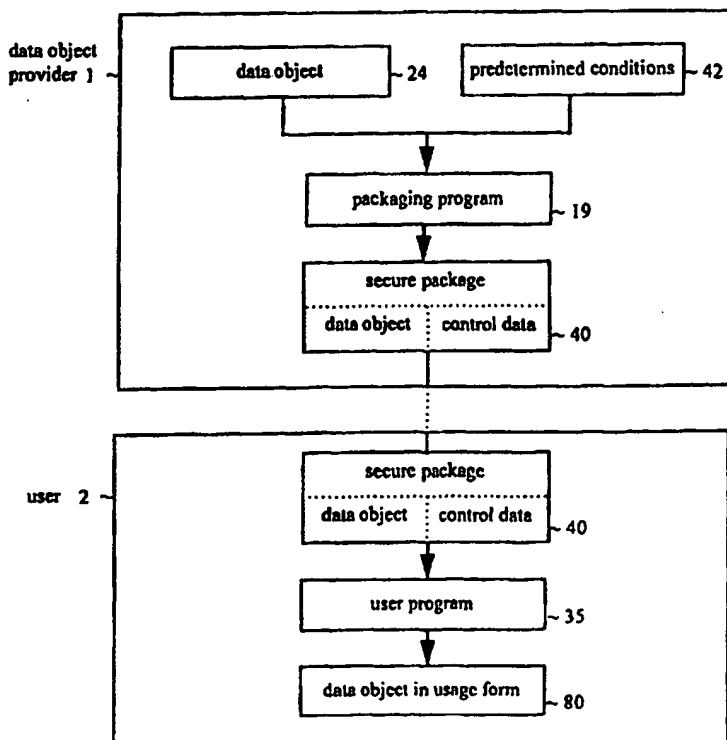 data object
provider 1
data object
24
predetermined conditions
42
packaging program
19
secure package
data object
control data
40
user 2
secure package
data object
control data
40
user program
35
data object in usage form
80